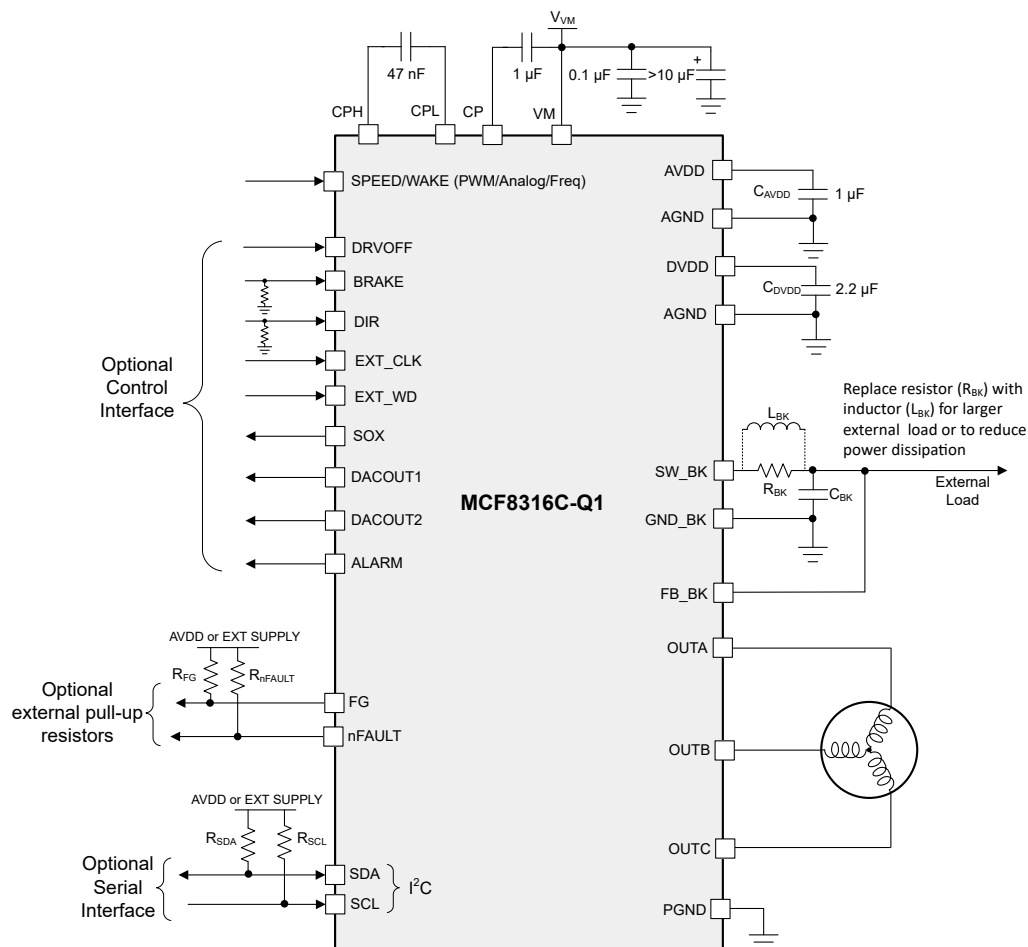 V_VM
47 nF
1 µF
0.1 µF
>10 µF
+
CPH
CPL
CP
VM
SPEED/WAKE (PWM/Analog/Freq)
DRVOFF
BRAKE
DIR
EXT_CLK
EXT_WD
SOX
DACOUT1
DACOUT2
ALARM
Optional
Control
Interface
AVDD or EXT SUPPLY
R_FG
R_nFAULT
FG
nFAULT
Optional
external pull-up
resistors
AVDD or EXT SUPPLY
R_SDA
R_SCL
SDA
SCL
I²C
Optional
Serial
Interface
MCF8316C-Q1
AVDD
C_AVDD
1 µF
AGND
DVDD
C_DVDD
2.2 µF
AGND
Replace resistor (R_BK) with
inductor (L_BK) for larger
external load or to reduce
power dissipation
L_BK
SW_BK
R_BK
C_BK
External
Load
GND_BK
FB_BK
OUTA
OUTB
OUTC
PGND